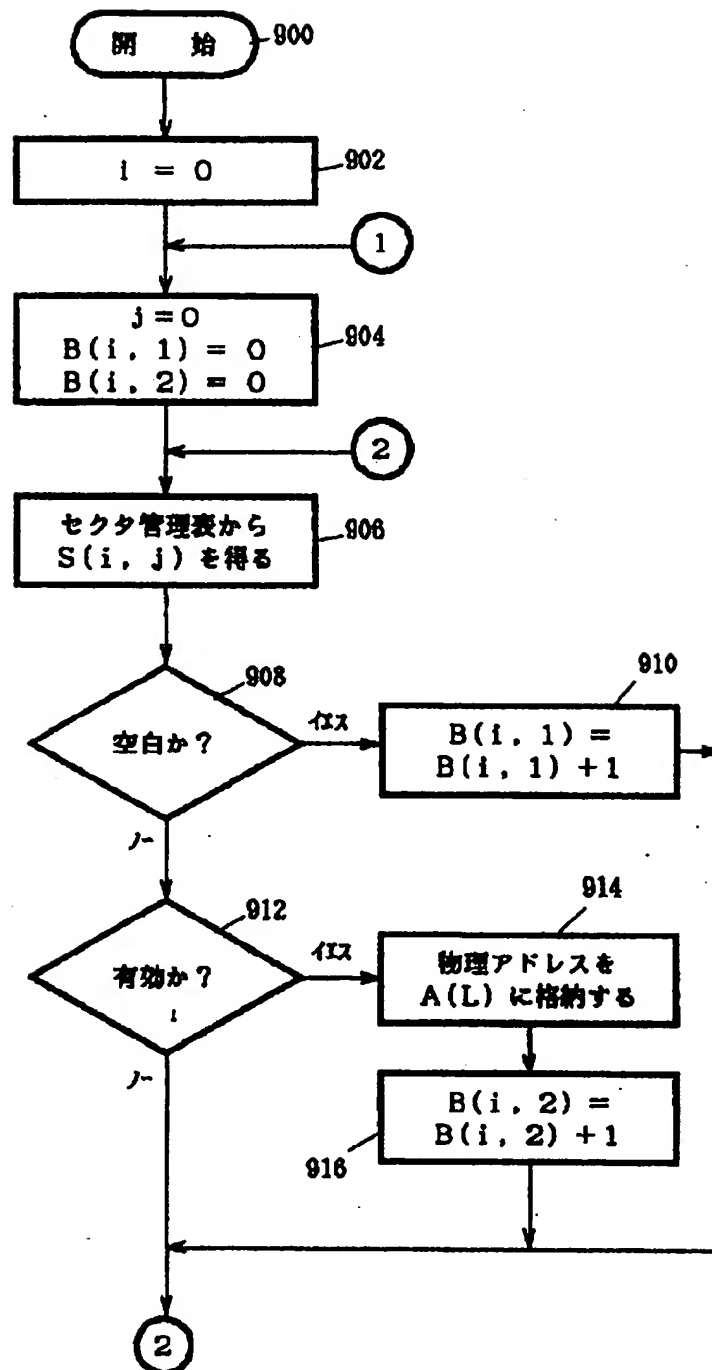 開 始
900
i = 0
902
1
j=0
B(i, 1) = 0
B(i, 2) = 0
904
2
セクタ管理表から
S(i, j)を得る
906
908
空白か?
イエス
910
B(i, 1) =
B(i, 1) +1
ノー
912
有効か?
イエス
914
物理アドレスを
A(L)に格納する
ノー
B(i, 2) =
B(i, 2) +1
916
2